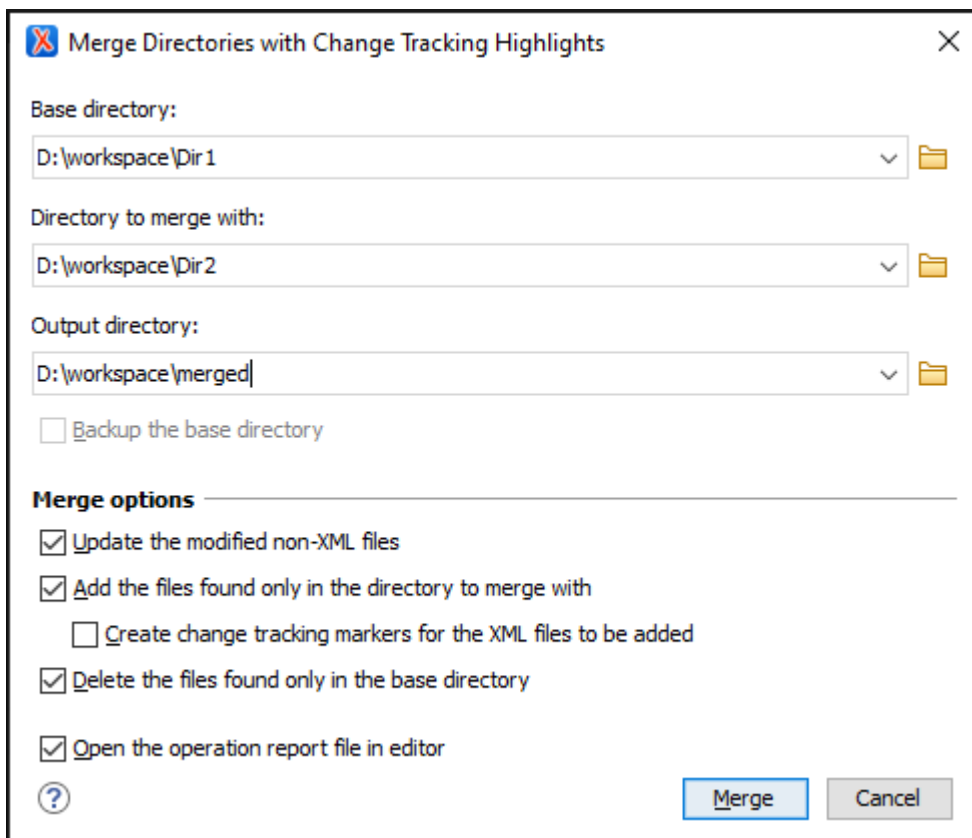 Merge Directories with Change Tracking Highlights
Base directory:
D:\workspace\Dir1
Directory to merge with:
D:\workspace\Dir2
Output directory:
D:\workspace\merged
Backup the base directory
Merge options
Update the modified non-XML files
Add the files found only in the directory to merge with
Create change tracking markers for the XML files to be added
Delete the files found only in the base directory
Open the operation report file in editor
?
Merge
Cancel